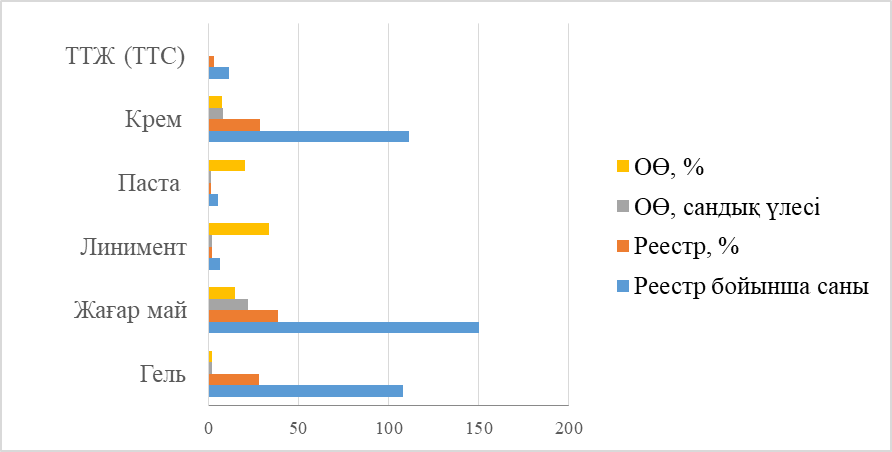 ТТЖ (ТТС)
Крем
Паста
Линимент
Жағар май
Гель
0 50 100 150 200
ОӨ, %
ОӨ, сандық үлесі
Реестр, %
Реестр бойынша саны